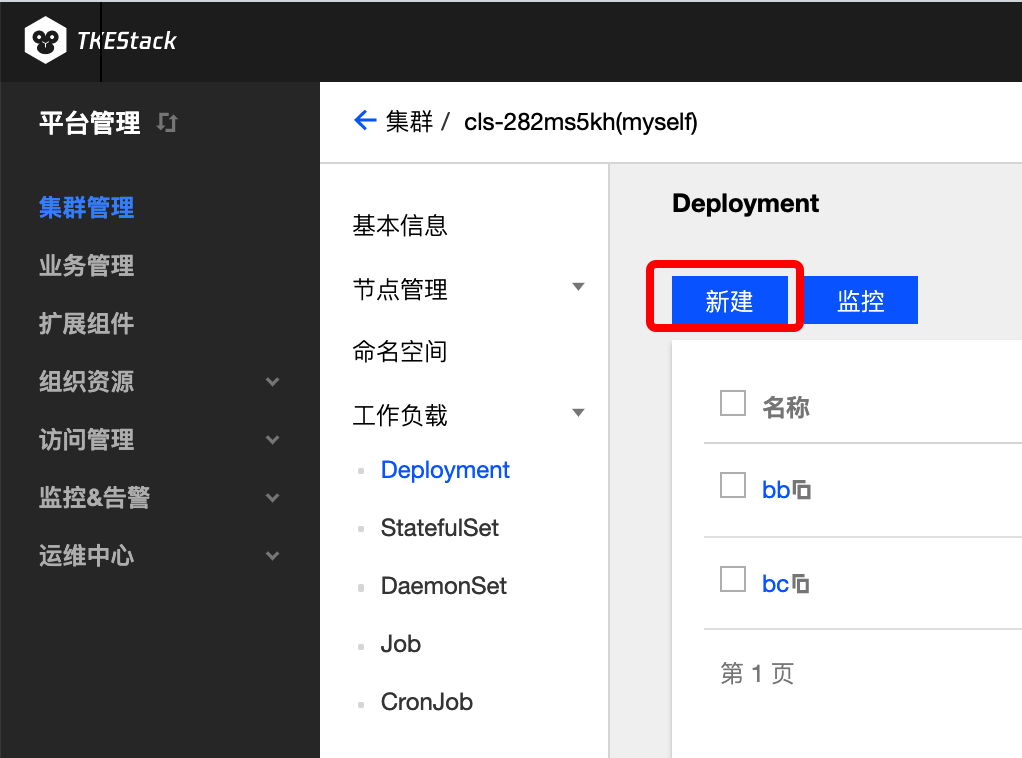 TKEStack
平台管理
集群管理
业务管理
扩展组件
组织资源
访问管理
监控&告警
运维中心
集群 / cls-282ms5kh(myself)
基本信息
节点管理
命名空间
工作负载
Deployment
StatefulSet
DaemonSet
Job
CronJob
Deployment
新建 监控
名称
bb
bc
第 1 页